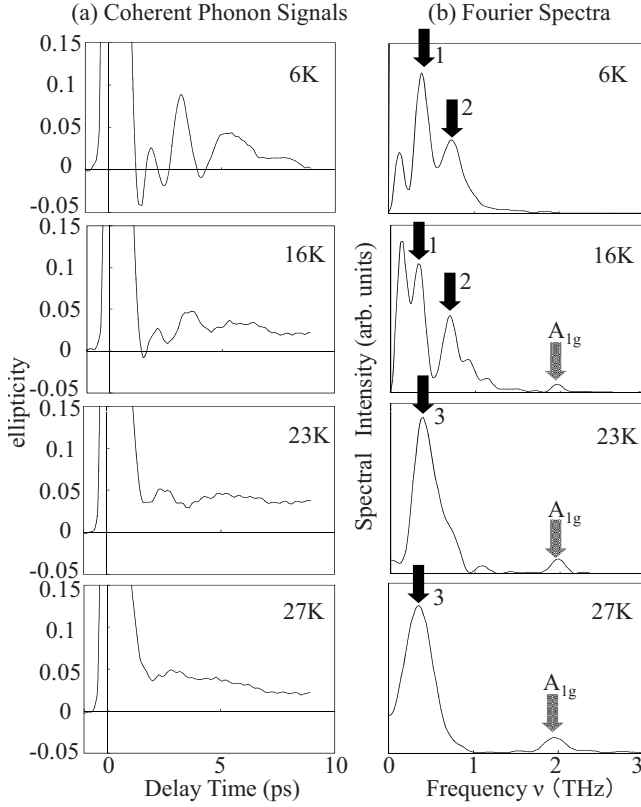 (a) Coherent Phonon Signals
(b) Fourier Spectra
0.15
0.1
0.05
0
-0.05
6K
0.15
0.1
0.05
0
-0.05
16K
0.15
0.1
0.05
0
-0.05
23K
0.15
0.1
0.05
0
-0.05
27K
0
5
10
Delay Time (ps)
ellipticity
1
2
6K
1
2
16K
A1g
3
23K
A1g
3
27K
A1g
0
1
2
3
Frequency ν (THz)
Spectral Intensity (arb. units)